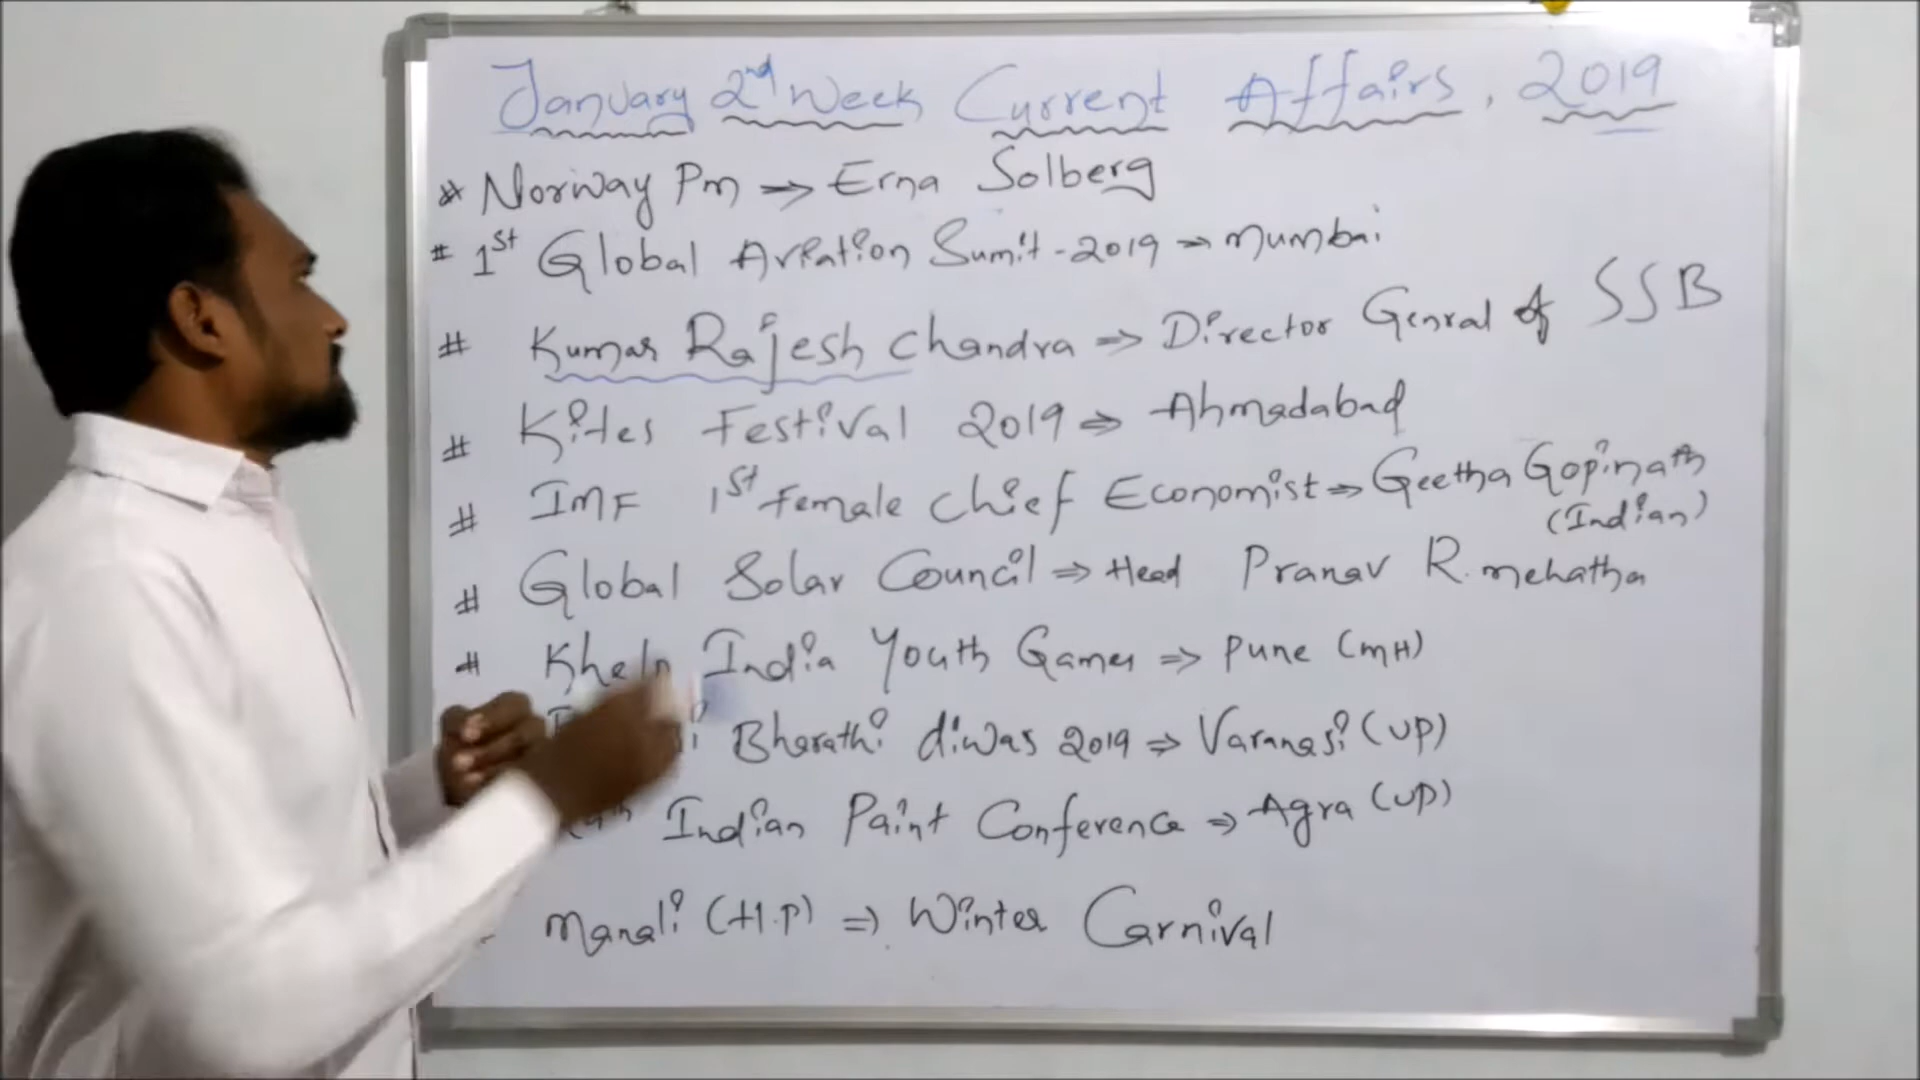 January 2nd Week Current Affairs, 2019
* Norway Pm → Erna Solberg
# 1st Global Aviation Sumit-2019 → mumbai
# Kumar Rajesh chandra ⇒ Director Genral of SSB
# Kites Festival 2019 ⇒ Ahmadabad
# IMF 1st Female chief Economist ⇒ Geetha Gopinath
(Indian)
# Global Solar Council ⇒ Head Pranav R. mehatha
# Khelo India Youth Games ⇒ Pune (MH)
Bharathi diwas 2019 ⇒ Varanasi (UP)
Indian Paint Conference ⇒ Agra (UP)
Manali (H.P) ⇒ Winter Carnival